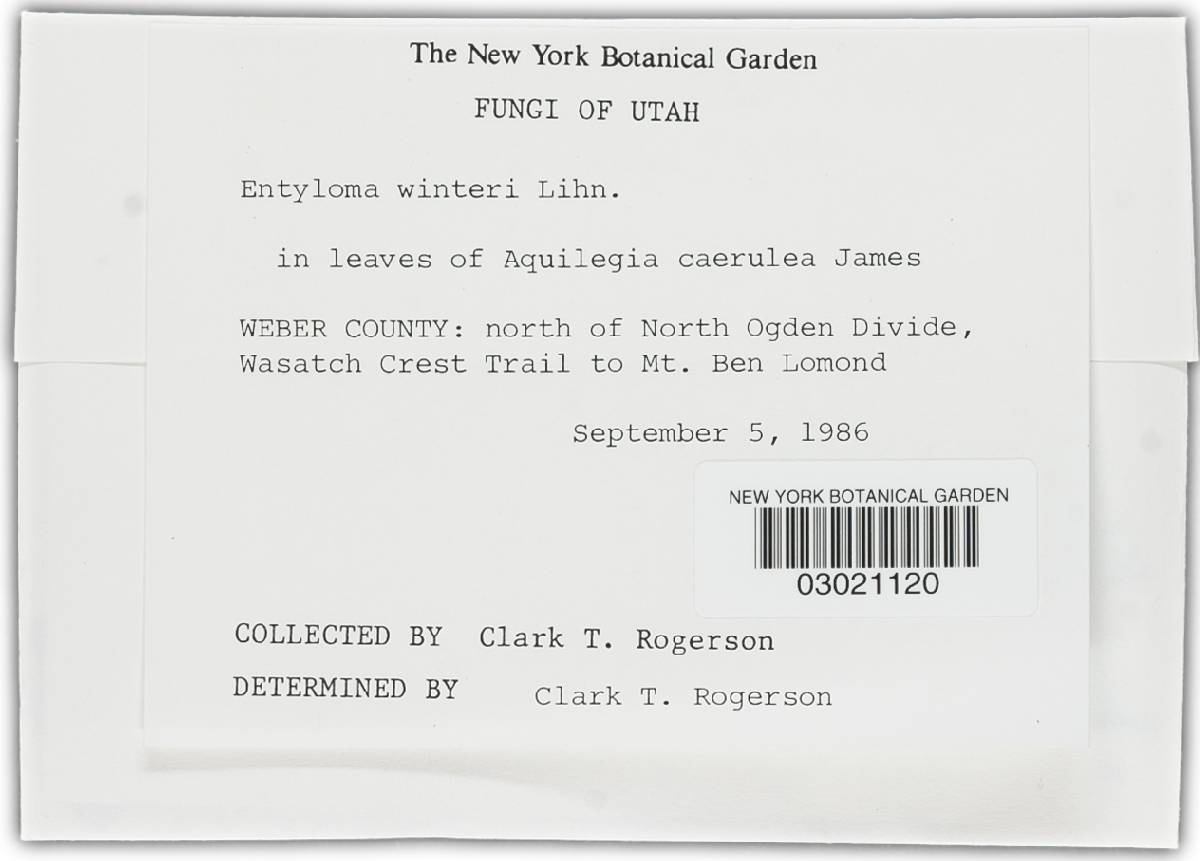 The New York Botanical Garden
FUNGI OF UTAH
Entyloma winteri Lihn.
in leaves of Aquilegia caerulea James
WEBER COUNTY: north of North Ogden Divide,
Wasatch Crest Trail to Mt. Ben Lomond
September 5, 1986
NEW YORK BOTANICAL GARDEN
03021120
COLLECTED BY Clark T. Rogerson
DETERMINED BY Clark T. Rogerson